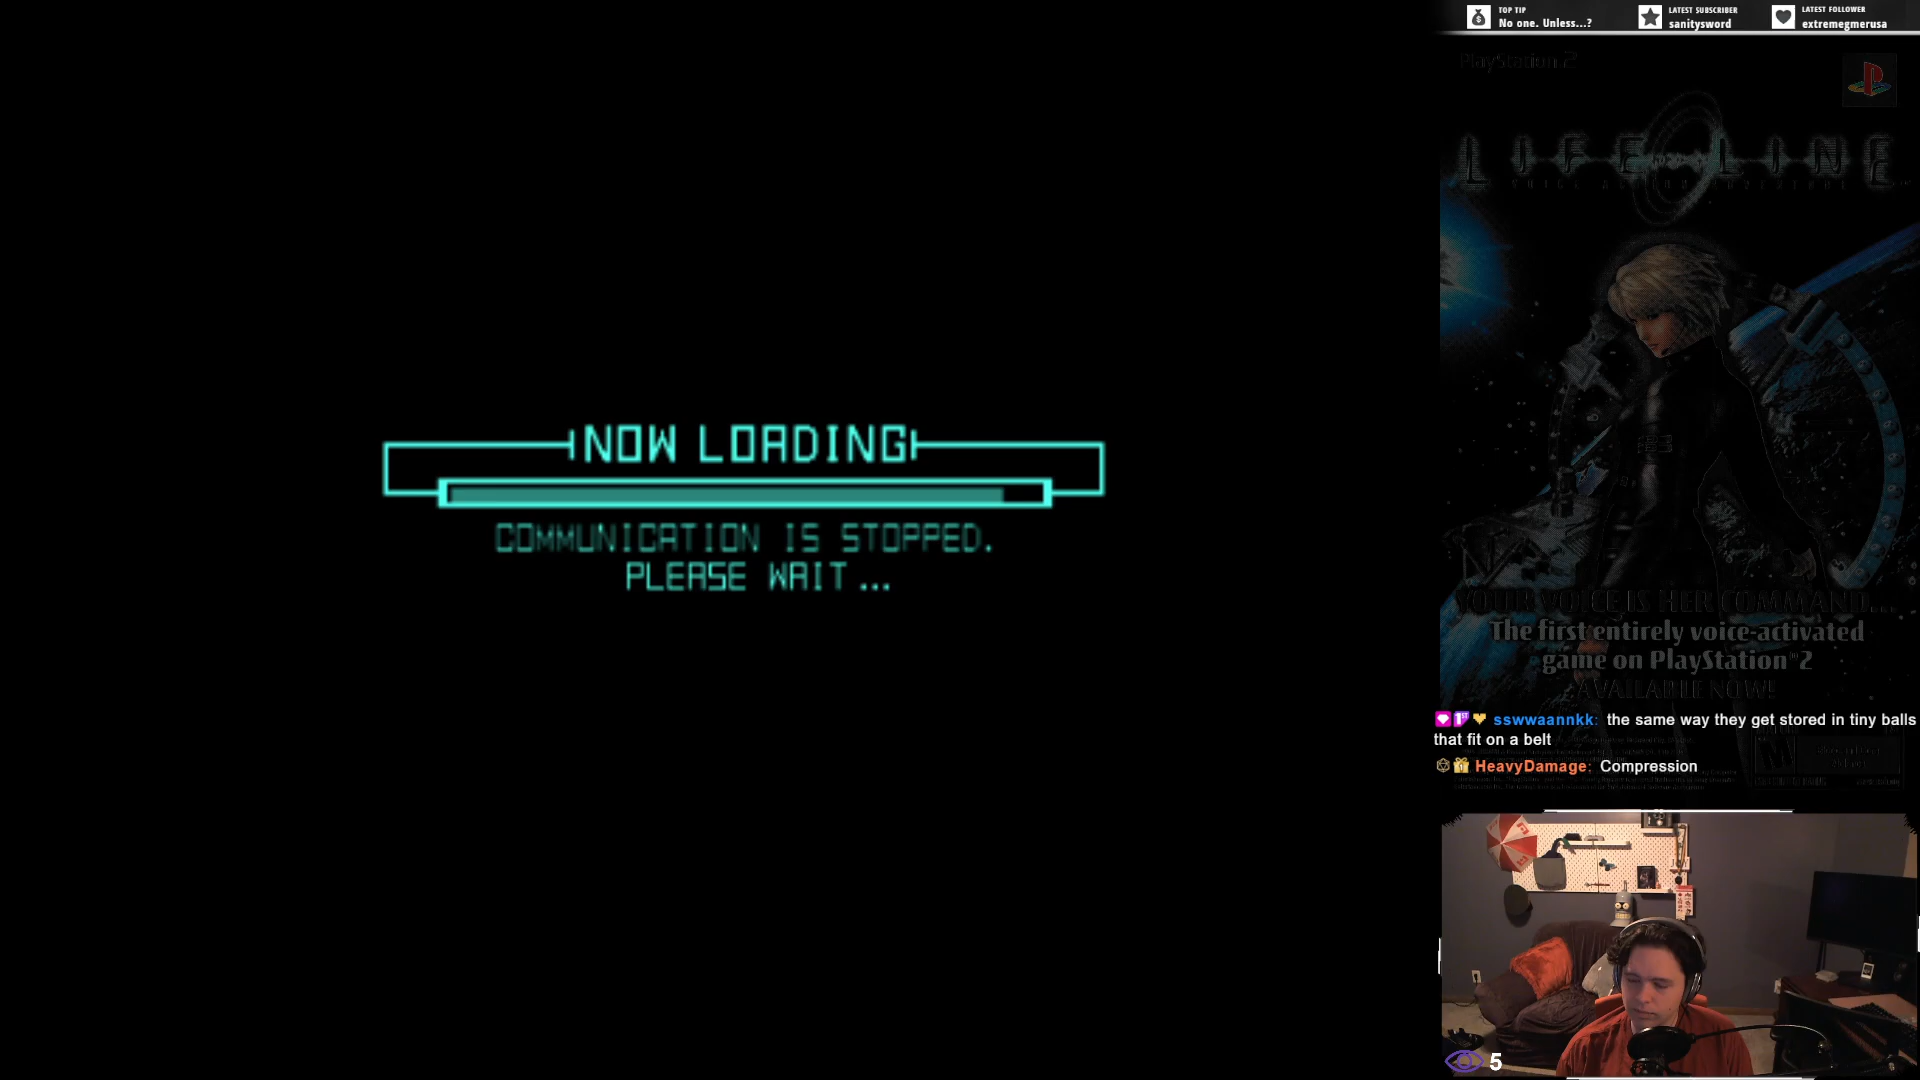 TOP TIP
No one. Unless...?
LATEST SUBSCRIBER
sanitysword
LATEST FOLLOWER
extremegmerusa
PlayStation 2
LIFELINE
NOW LOADING
COMMUNICATION IS STOPPED.
PLEASE WAIT...
YOUR VOICE IS HER COMMAND...
The first entirely voice-activated
game on PlayStation®2
AVAILABLE NOW!
sswwaannkk: the same way they get stored in tiny balls
that fit on a belt
HeavyDamage: Compression
5